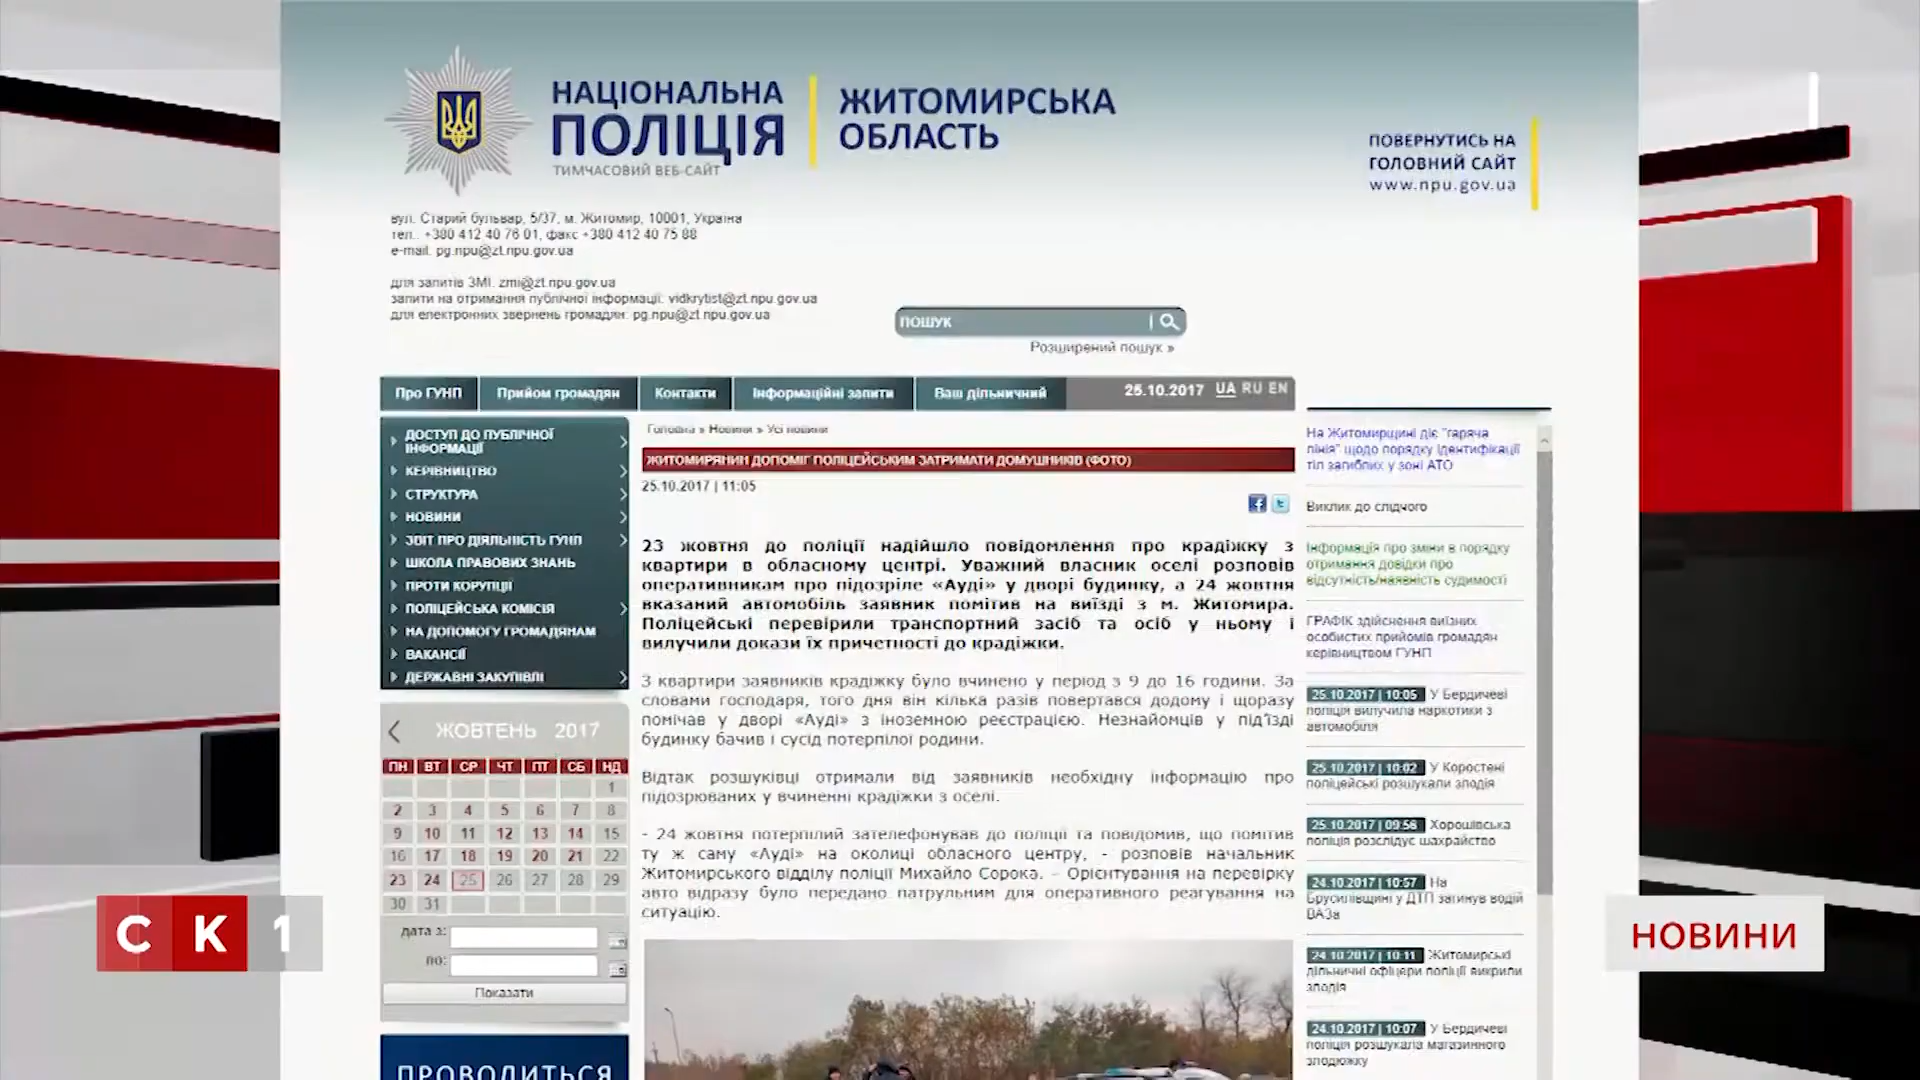 НАЦІОНАЛЬНА
ПОЛІЦІЯ
ТИМЧАСОВИЙ ВЕБ-САЙТ
ЖИТОМИРСЬКА
ОБЛАСТЬ
ПОВЕРНУТИСЬ НА
ГОЛОВНИЙ САЙТ
www.npu.gov.ua
вул. Старий бульвар, 5/37, м. Житомир, 10001, Україна
тел.: +380 412 40 76 01, факс +380 412 40 75 88
e-mail: pg.npu@zt.npu.gov.ua
для запитів ЗМІ: zmi@zt.npu.gov.ua
запити на отримання публічної інформації: vidkrytist@zt.npu.gov.ua
для електронних звернень громадян: pg.npu@zt.npu.gov.ua
ПОШУК
Розширений пошук »
Про ГУНП
Прийом громадян
Контакти
Інформаційні запити
Ваш дільничний
25.10.2017 UA RU EN
ДОСТУП ДО ПУБЛІЧНОЇ
ІНФОРМАЦІЇ
КЕРІВНИЦТВО
СТРУКТУРА
НОВИНИ
ЗВІТ ПРО ДІЯЛЬНІСТЬ ГУНП
ШКОЛА ПРАВОВИХ ЗНАНЬ
ПРОТИ КОРУПЦІЇ
ПОЛІЦЕЙСЬКА КОМІСІЯ
НА ДОПОМОГУ ГРОМАДЯНАМ
ВАКАНСІЇ
ДЕРЖАВНІ ЗАКУПІВЛІ
ЖОВТЕНЬ 2017
ПН ВТ СР ЧТ ПТ СБ НД
1
2 3 4 5 6 7 8
9 10 11 12 13 14 15
16 17 18 19 20 21 22
23 24 25 26 27 28 29
30 31
дата з:
по:
Показати
ПРОВОДИТЬСЯ
Головна » Новини » Усі новини
ЖИТОМИРЯНИН ДОПОМІГ ПОЛІЦЕЙСЬКИМ ЗАТРИМАТИ ДОМУШНИКІВ (ФОТО)
25.10.2017 | 11:05
23 жовтня до поліції надійшло повідомлення про крадіжку з
квартири в обласному центрі. Уважний власник оселі розповів
оперативникам про підозріле «Ауді» у дворі будинку, а 24 жовтня
вказаний автомобіль заявник помітив на виїзді з м. Житомира.
Поліцейські перевірили транспортний засіб та осіб у ньому і
вилучили докази їх причетності до крадіжки.
З квартири заявників крадіжку було вчинено у період з 9 до 16 години. За
словами господаря, того дня він кілька разів повертався додому і щоразу
помічав у дворі «Ауді» з іноземною реєстрацією. Незнайомців у під'їзді
будинку бачив і сусід потерпілої родини.
Відтак розшуківці отримали від заявників необхідну інформацію про
підозрюваних у вчиненні крадіжки з оселі.
- 24 жовтня потерпілий зателефонував до поліції та повідомив, що помітив
ту ж саму «Ауді» на околиці обласного центру, - розповів начальник
Житомирського відділу поліції Михайло Сорока. – Орієнтування на перевірку
авто відразу було передано патрульним для оперативного реагування на
ситуацію.
На Житомирщині діє "гаряча
лінія" щодо порядку ідентифікації
тіл загиблих у зоні АТО
Виклик до слідчого
Інформація про зміни в порядку
отримання довідки про
відсутність/наявність судимості
ГРАФІК здійснення виїзних
особистих прийомів громадян
керівництвом ГУНП
25.10.2017 | 10:05 У Бердичеві
поліція вилучила наркотики з
автомобіля
25.10.2017 | 10:02 У Коростені
поліцейські розшукали злодія
25.10.2017 | 09:56 Хорошівська
поліція розслідує шахрайство
24.10.2017 | 10:57 На
Брусилівщині у ДТП загинув водій
ВАЗа
24.10.2017 | 10:11 Житомирські
дільничні офіцери поліції викрили
злодія
24.10.2017 | 10:07 У Бердичеві
поліція розшукала магазинного
злодюжку
СК1
НОВИНИ